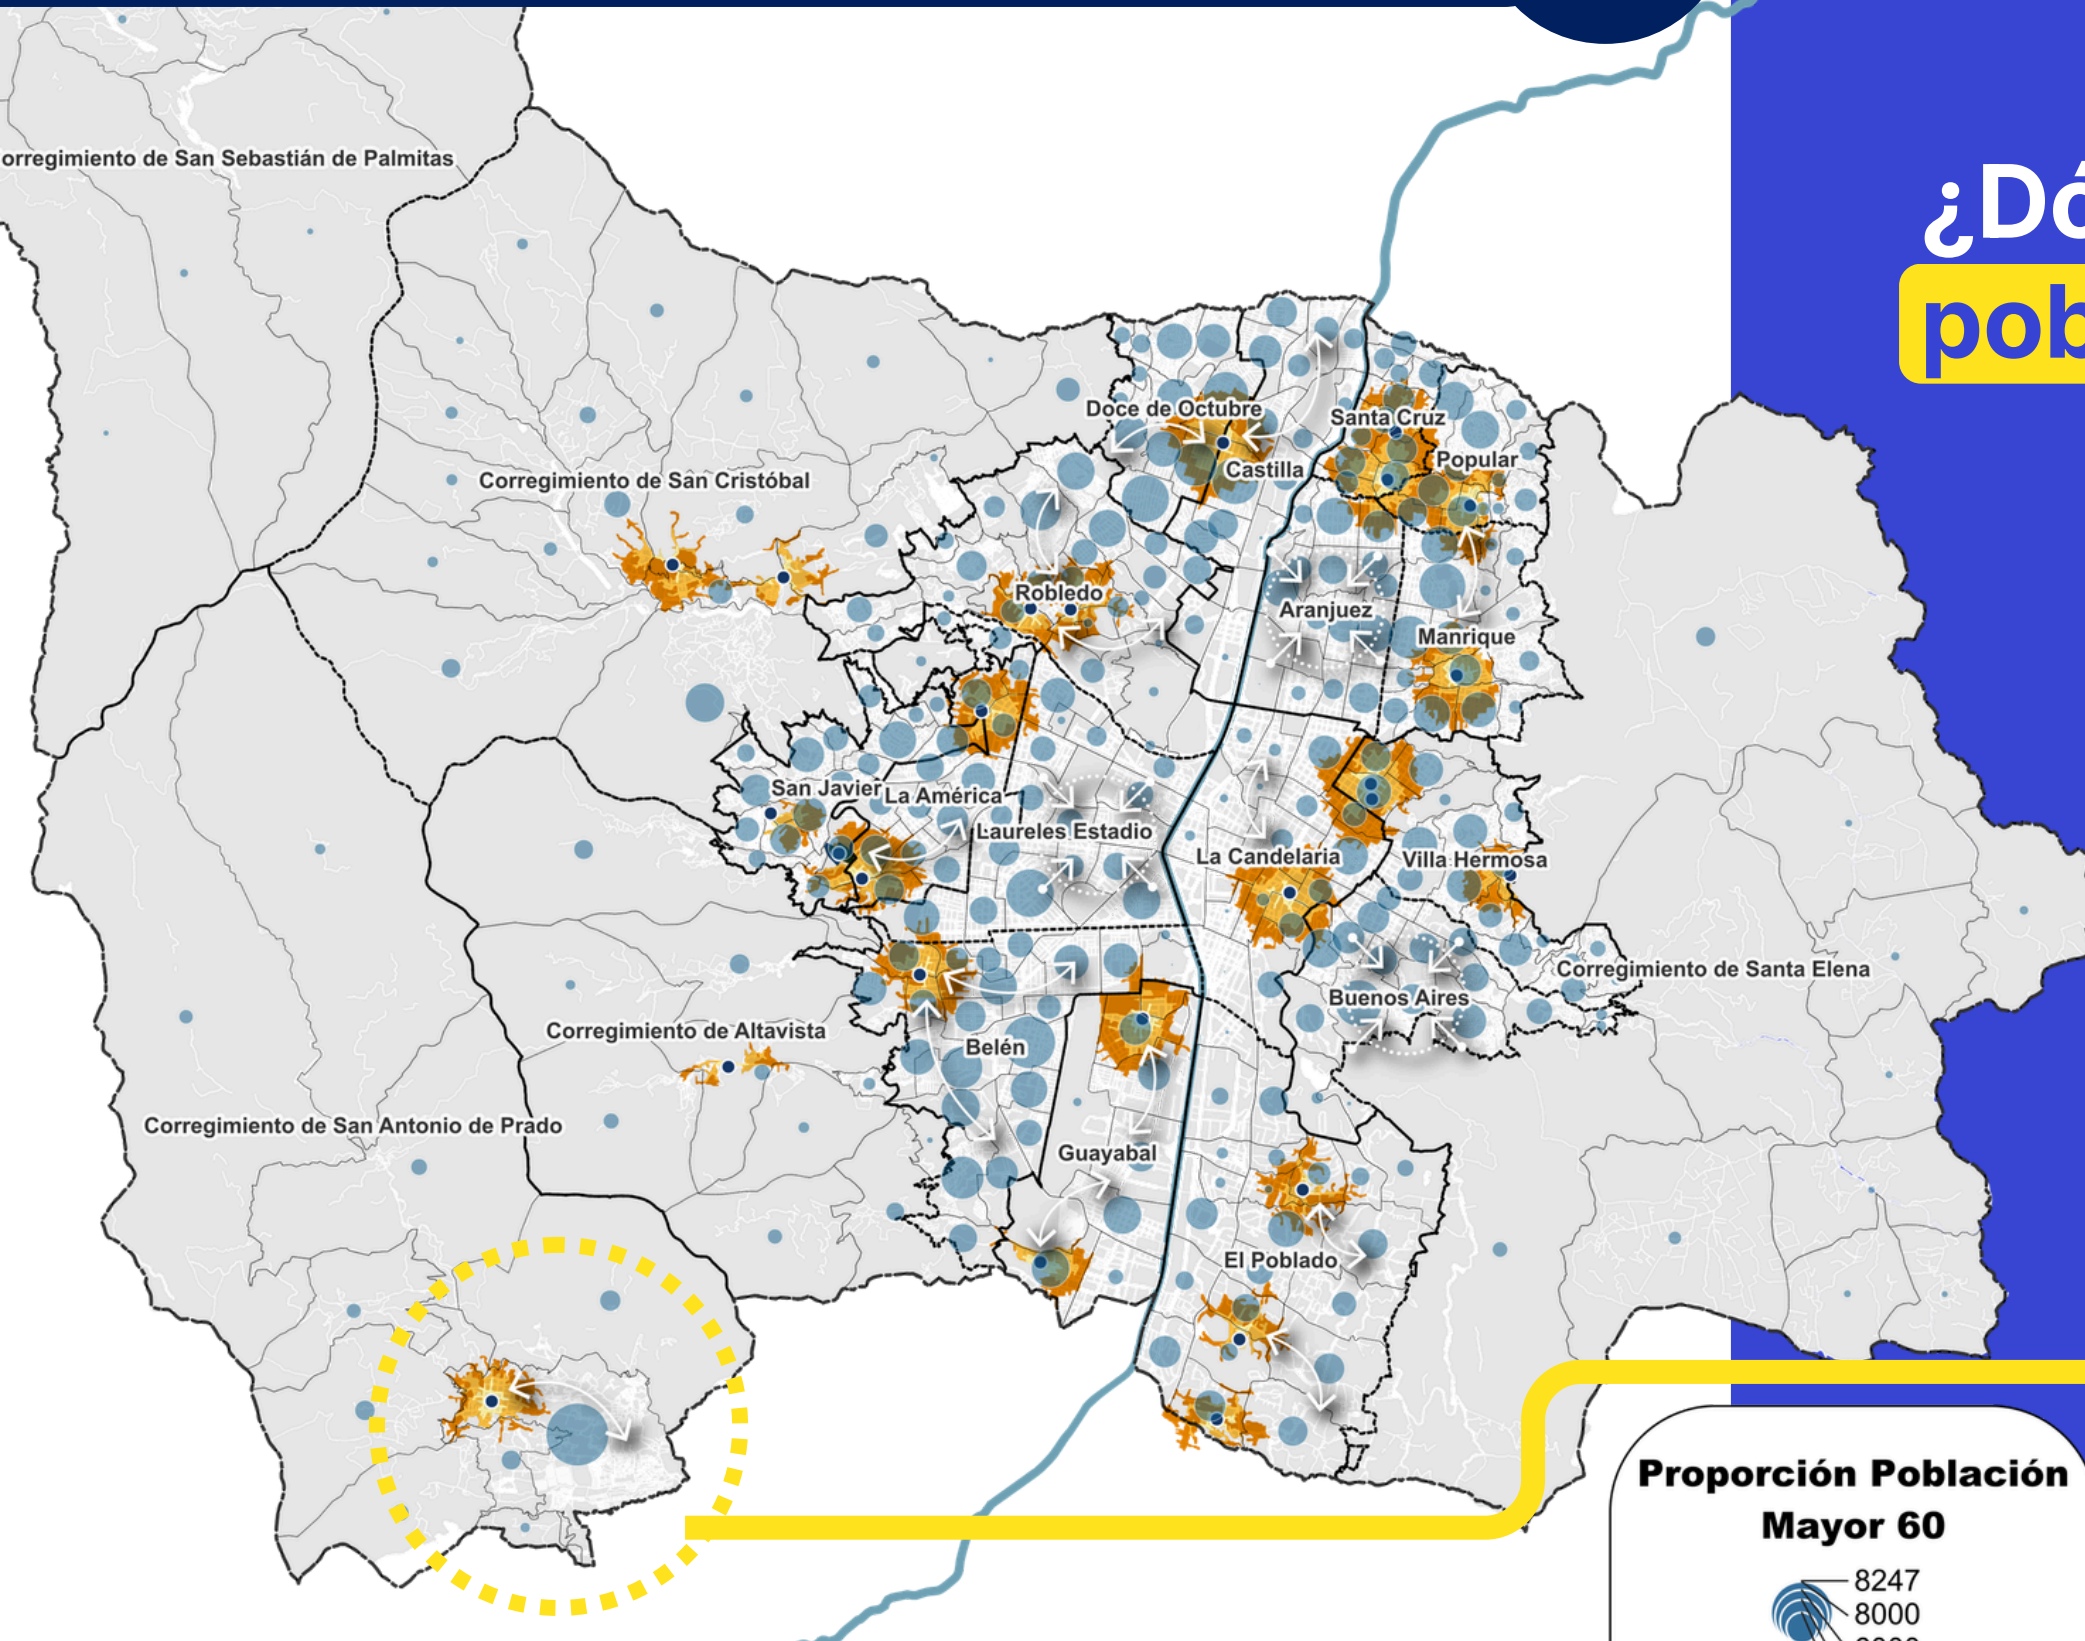 ¿Dó
pob
orregimiento de San Sebastián de Palmitas
Doce de Octubre
Santa Cruz
Castilla
Popular
Corregimiento de San Cristóbal
Robledo
Aranjuez
Manrique
San Javier
La América
Laureles Estadio
La Candelaria
Villa Hermosa
Corregimiento de Santa Elena
Buenos Aires
Corregimiento de Altavista
Belén
Corregimiento de San Antonio de Prado
Guayabal
El Poblado
Proporción Población
Mayor 60
8247
8000